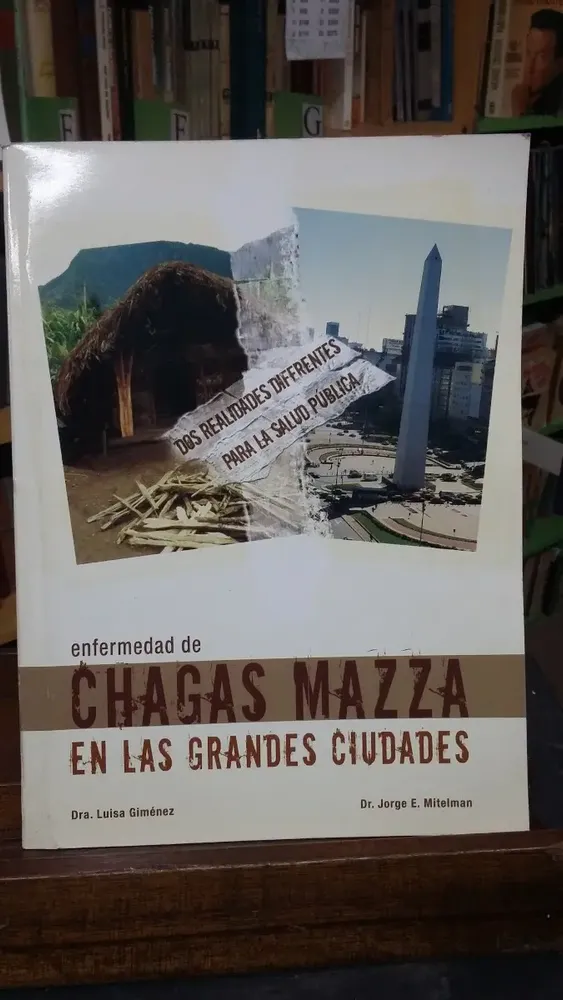 F
F
G
DOS REALIDADES DIFERENTES
PARA LA SALUD PÚBLICA
enfermedad de
CHAGAS MAZZA
EN LAS GRANDES CIUDADES
Dra. Luisa Giménez
Dr. Jorge E. Mitelman